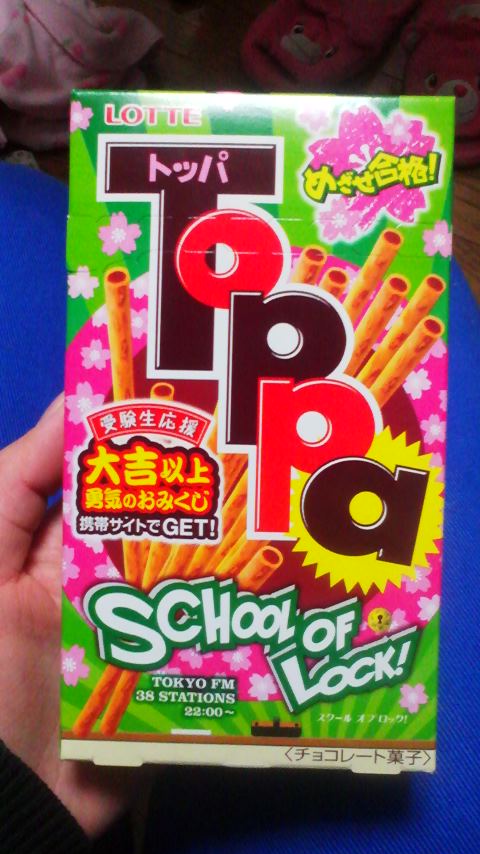 LOTTE
トッパ
Toppa
めざせ合格!
受験生応援
大吉以上
勇気のおみくじ
携帯サイトでGET!
SCHOOL OF
LOCK!
TOKYO FM
38 STATIONS
22:00~
スクール オブ ロック!
〈チョコレート菓子〉